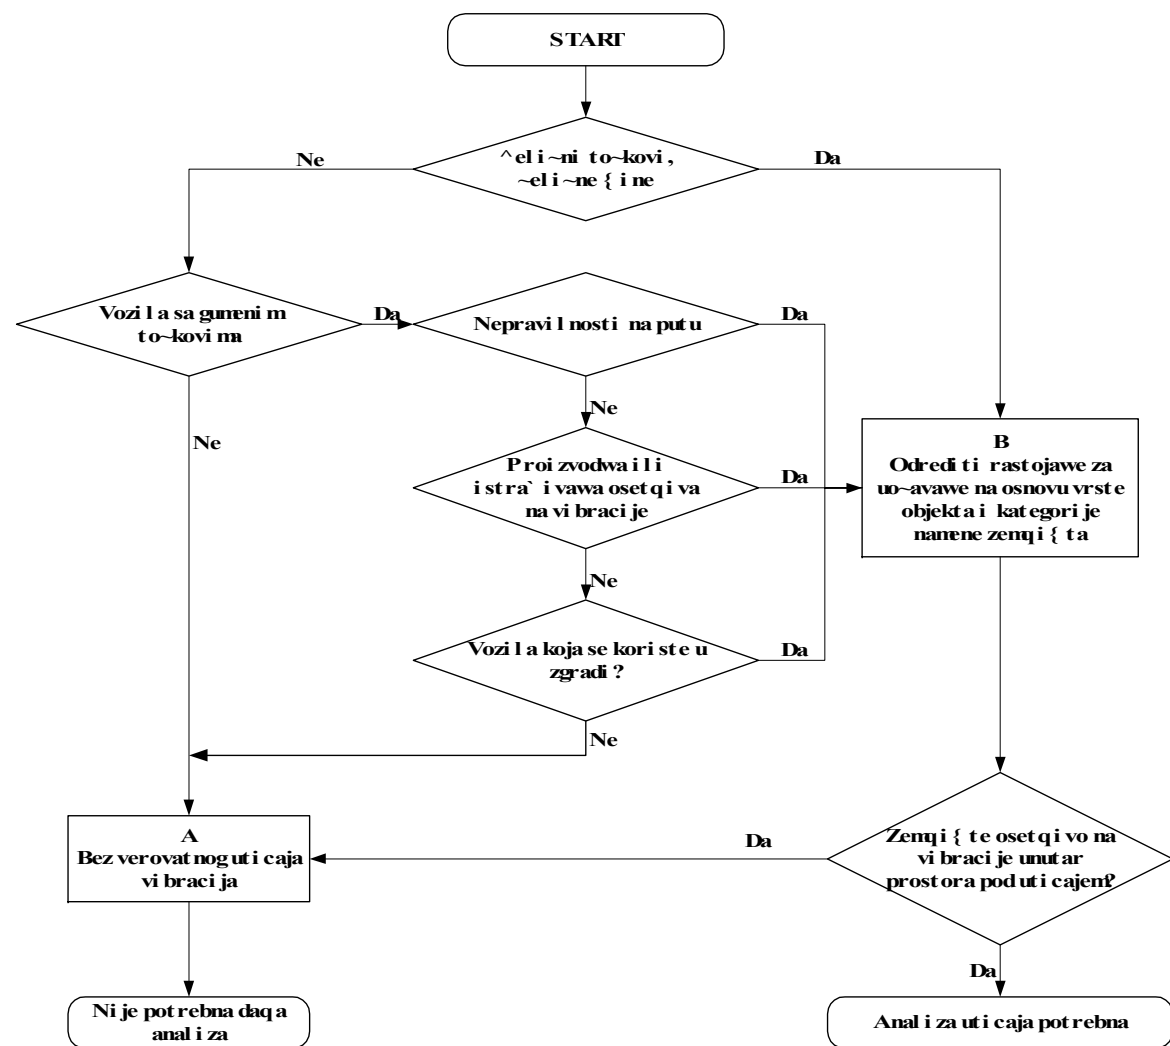 START
Ne
Da
^eli~ni to~kovi,
~eli~ne {ine
Vozila sa gumenim
to~kovima
Da
Nepravilnosti na putu
Da
Ne
Ne
Proizvodwa ili
istra`ivawa osetqiva
na vibracije
Da
B
Odrediti rastojawe za
uo~avawe na osnovu vrste
objekta i kategorije
namene zemqi{ta
Ne
Vozila koja se koriste u
zgradi?
Da
Ne
A
Bez verovatnog uticaja
vibracija
Da
Zemqi{te osetqivo na
vibracije unutar
prostora pod uticajem?
Da
Nije potrebna daqa
analiza
Analiza uticaja potrebna